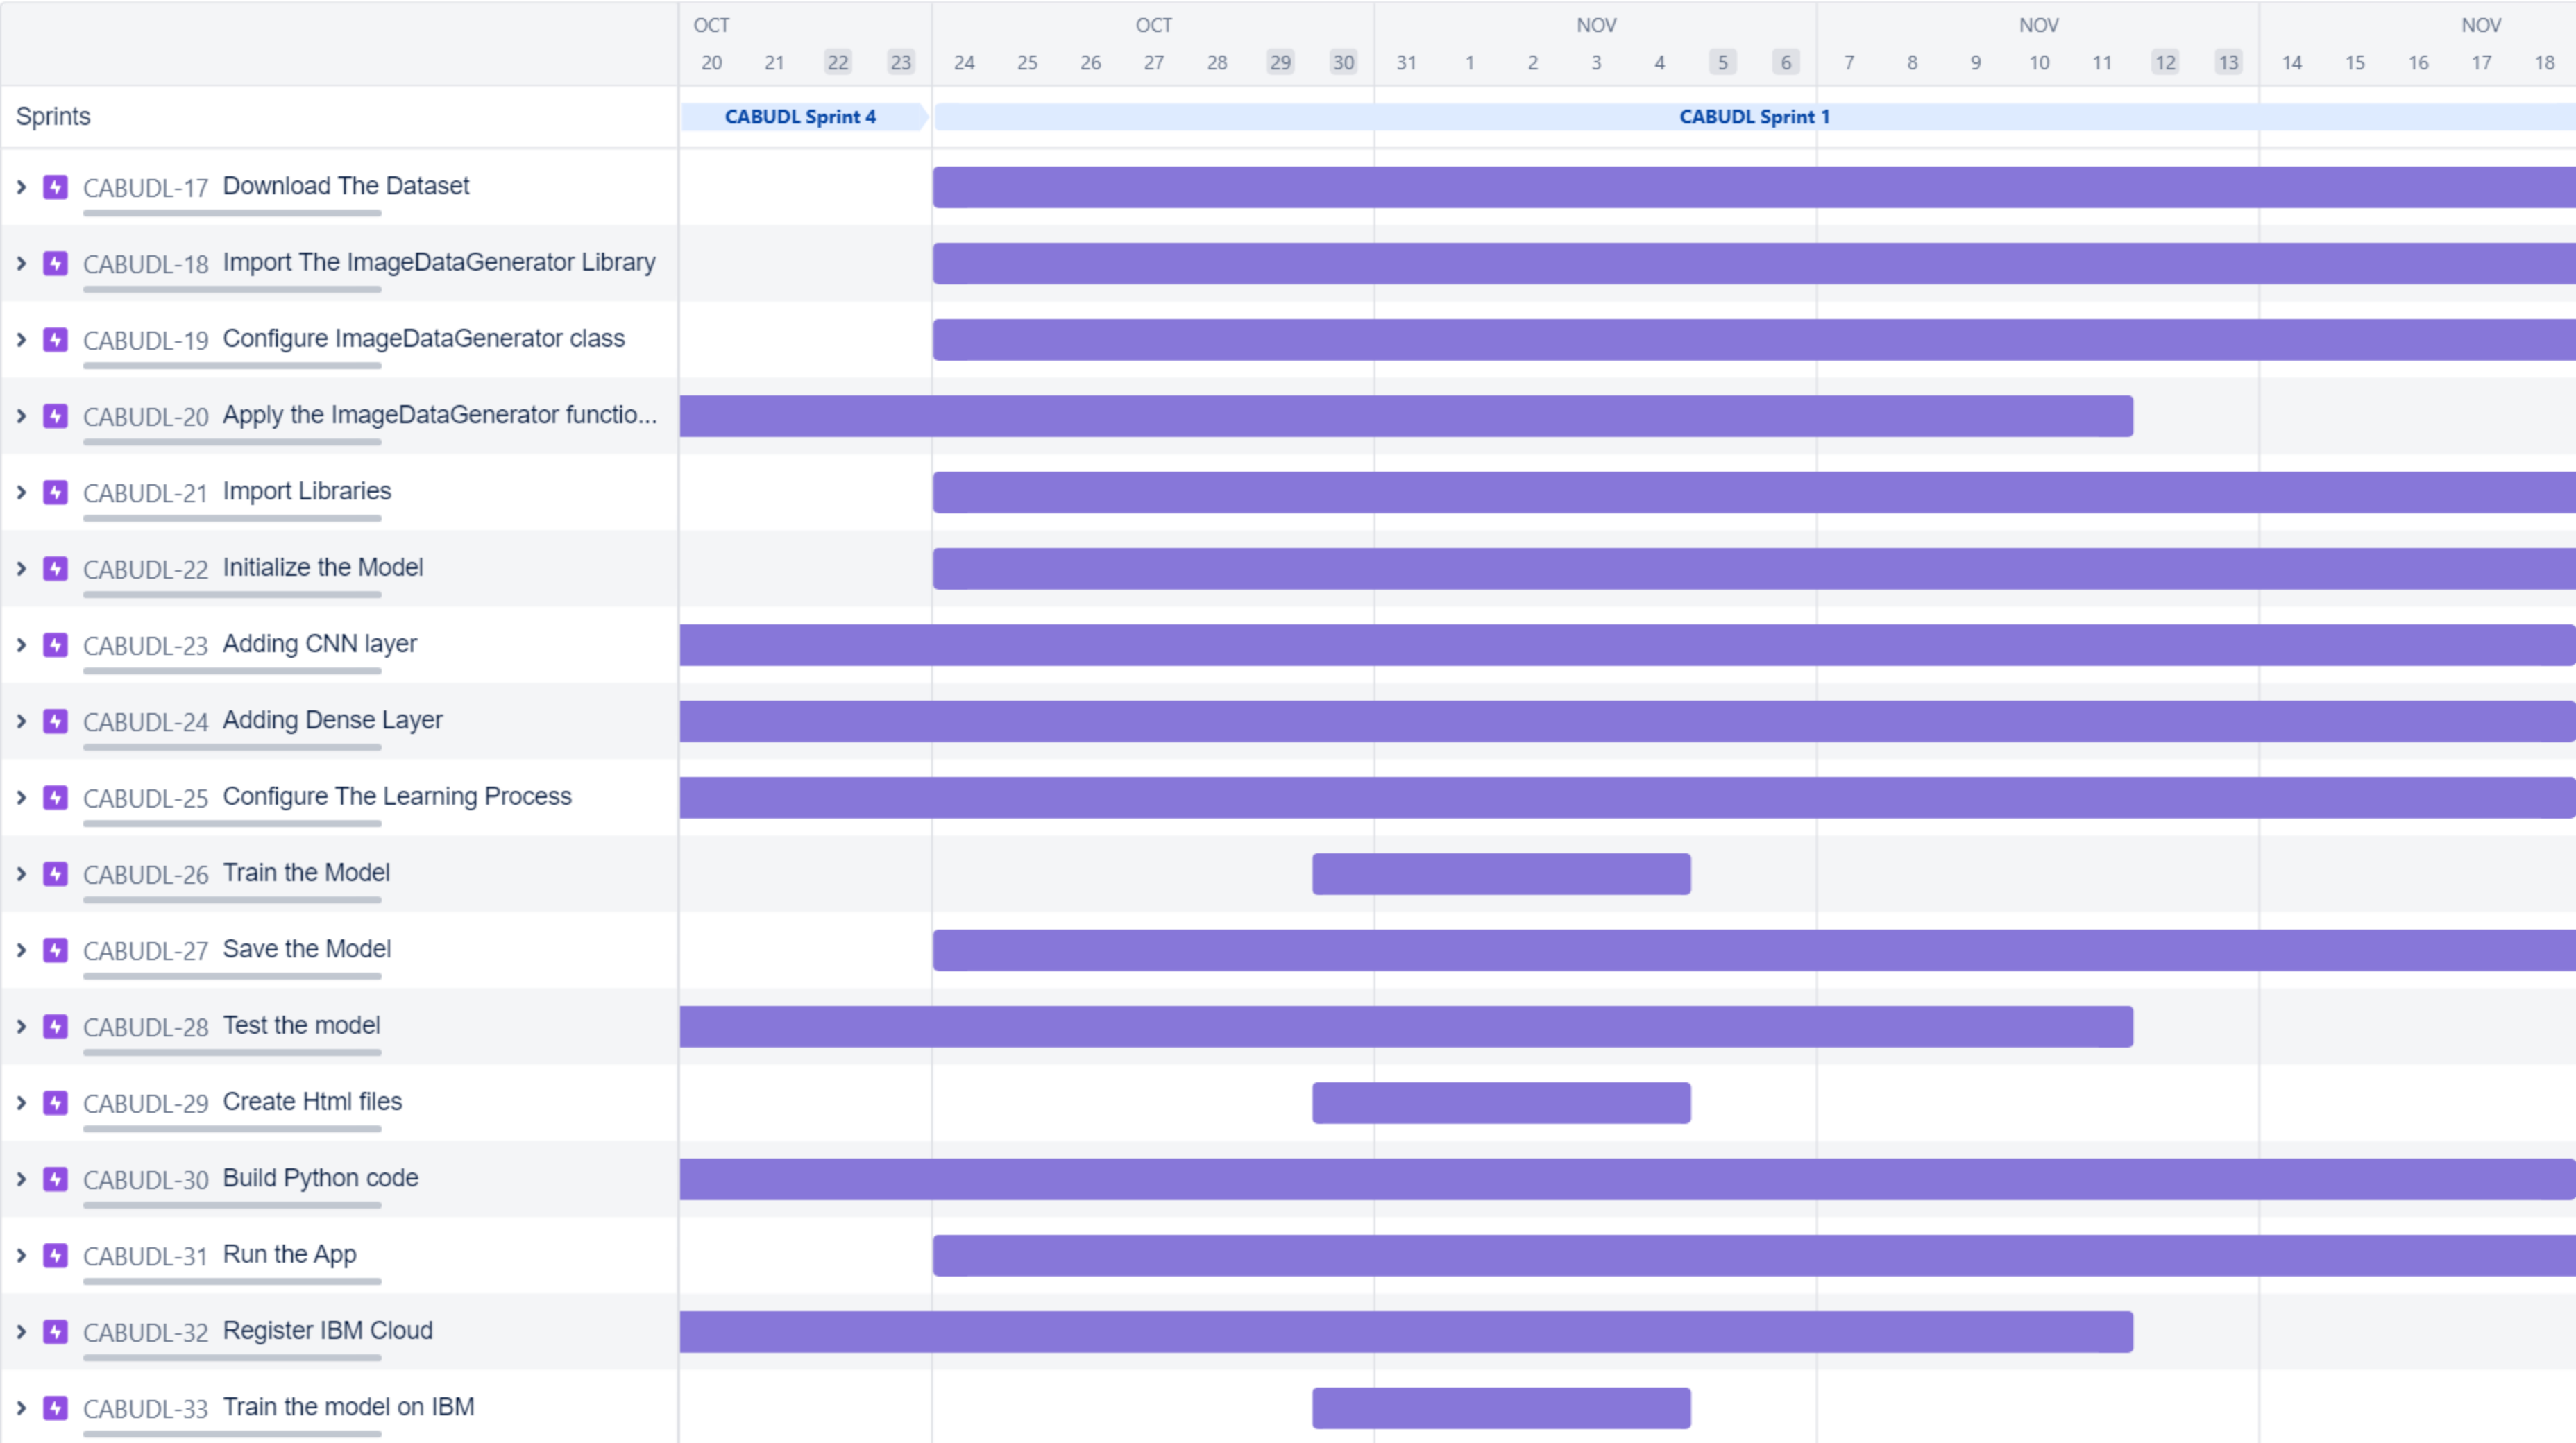 OCT OCT NOV NOV NOV
20 21 22 23 24 25 26 27 28 29 30 31 1 2 3 4 5 6 7 8 9 10 11 12 13 14 15 16 17 18
Sprints CABUDL Sprint 4 CABUDL Sprint 1
CABUDL-17 Download The Dataset
CABUDL-18 Import The ImageDataGenerator Library
CABUDL-19 Configure ImageDataGenerator class
CABUDL-20 Apply the ImageDataGenerator functio...
CABUDL-21 Import Libraries
CABUDL-22 Initialize the Model
CABUDL-23 Adding CNN layer
CABUDL-24 Adding Dense Layer
CABUDL-25 Configure The Learning Process
CABUDL-26 Train the Model
CABUDL-27 Save the Model
CABUDL-28 Test the model
CABUDL-29 Create Html files
CABUDL-30 Build Python code
CABUDL-31 Run the App
CABUDL-32 Register IBM Cloud
CABUDL-33 Train the model on IBM